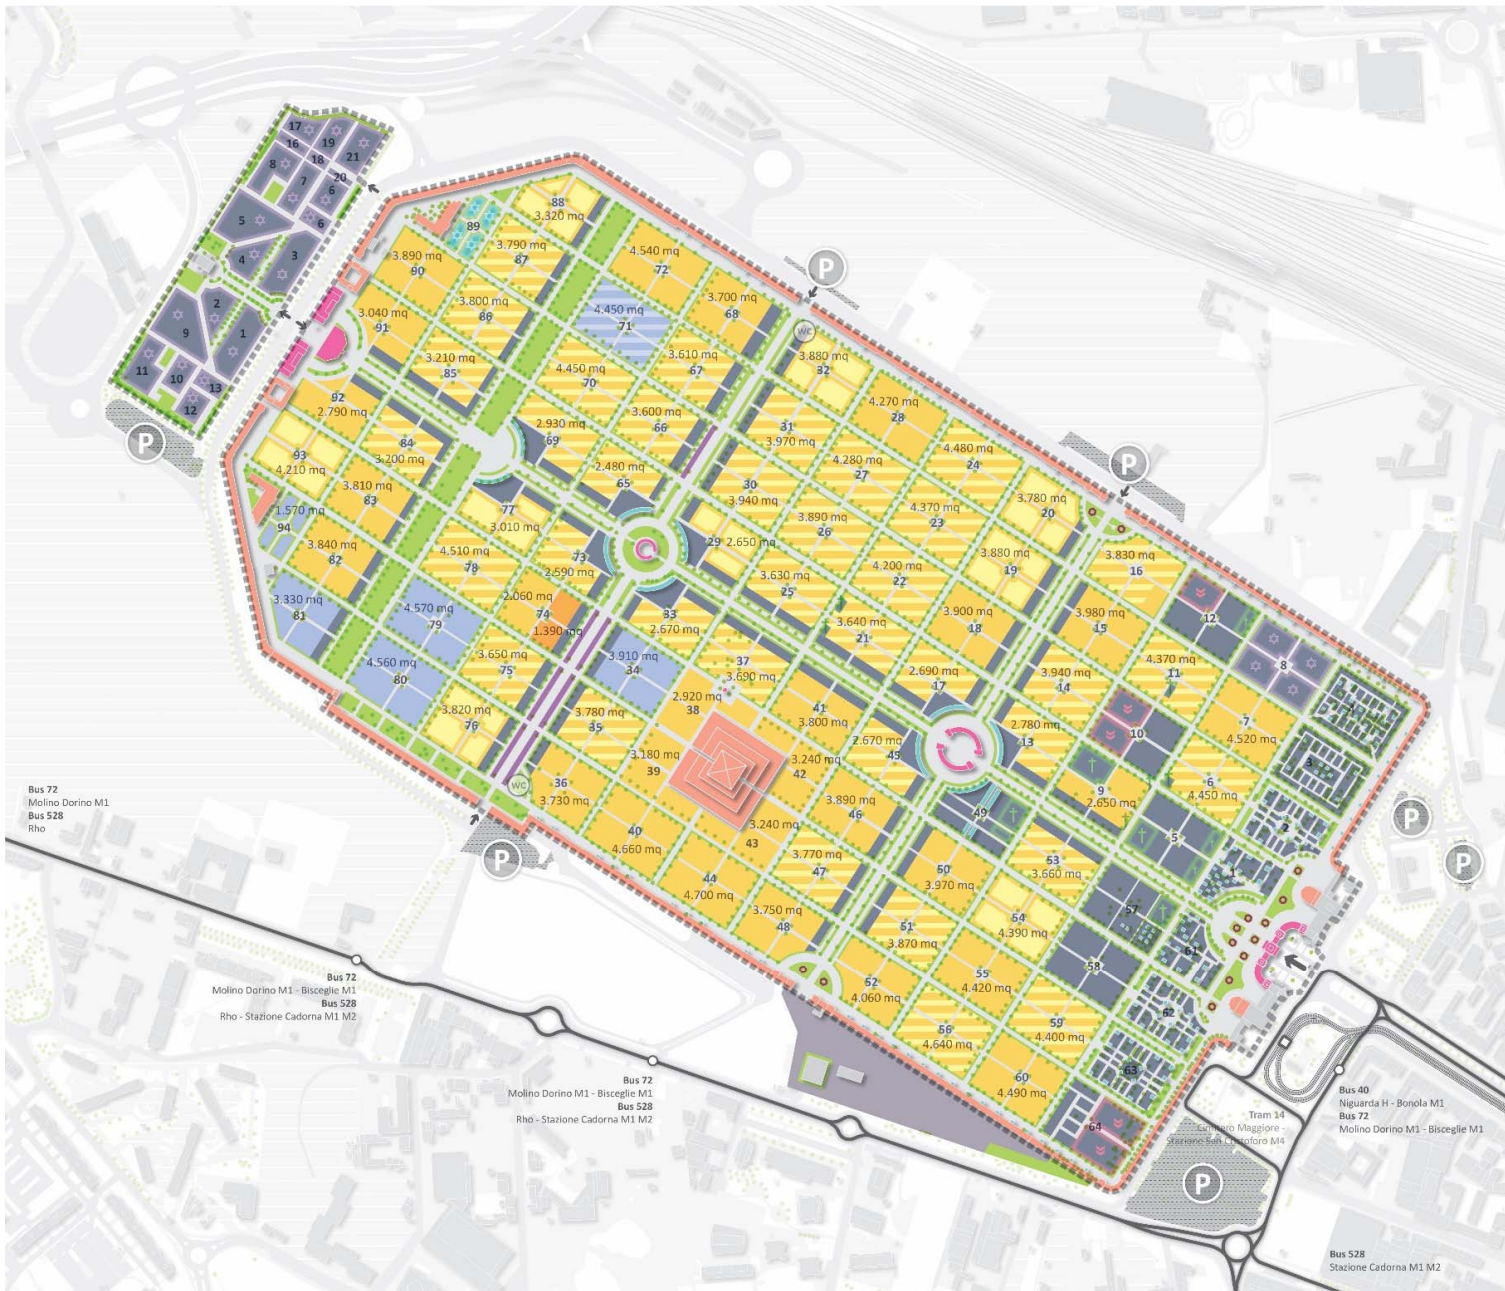 17
16
19
18
21
8
7
20
6
5
6
4
3
2
9
1
11
10
13
12
88
3.320 mq
89
3.790 mq
87
3.890 mq
90
4.540 mq
72
3.800 mq
86
3.700 mq
68
P
3.040 mq
91
4.450 mq
71
WC
3.210 mq
85
3.610 mq
67
3.880 mq
32
4.450 mq
70
92
2.790 mq
3.600 mq
66
4.270 mq
28
2.930 mq
69
31
3.970 mq
84
3.200 mq
P
4.480 mq
24
93
4.210 mq
4.280 mq
27
P
2.480 mq
65
3.810 mq
83
30
3.940 mq
3.780 mq
20
1.570 mq
94
77
3.010 mq
4.370 mq
23
3.890 mq
26
3.840 mq
82
29 2.650 mq
4.510 mq
78
73
2.590 mq
3.880 mq
19
3.830 mq
16
4.200 mq
22
3.630 mq
25
3.330 mq
81
2.060 mq
74
1.390 mq
4.570 mq
79
33
2.670 mq
3.900 mq
18
3.980 mq
15
12
3.640 mq
21
3.650 mq
75
3.910 mq
34
4.560 mq
80
37
3.690 mq
4.370 mq
11
8
3.940 mq
14
2.690 mq
17
2.920 mq
38
3.820 mq
76
3.780 mq
35
41
3.800 mq
7
4.520 mq
4
2.780 mq
13
10
2.670 mq
45
3.180 mq
39
3.240 mq
42
3
WC
36
3.730 mq
6
4.450 mq
9
2.650 mq
3.890 mq
46
49
P
3.240 mq
43
40
4.660 mq
2
5
P
P
3.770 mq
47
53
3.660 mq
50
3.970 mq
1
44
4.700 mq
3.750 mq
48
57
54
4.390 mq
51
3.870 mq
61
58
55
4.420 mq
52
4.060 mq
62
59
4.400 mq
56
4.640 mq
63
60
4.490 mq
64
P
Bus 72
Molino Dorino M1
Bus 528
Rho
Bus 72
Molino Dorino M1 - Bisceglie M1
Bus 528
Rho - Stazione Cadorna M1 M2
Bus 72
Molino Dorino M1 - Bisceglie M1
Bus 528
Rho - Stazione Cadorna M1 M2
Tram 14
Cimitero Maggiore -
Stazione San Cristoforo M4
Bus 40
Niguarda H - Bonola M1
Bus 72
Molino Dorino M1 - Bisceglie M1
Bus 528
Stazione Cadorna M1 M2